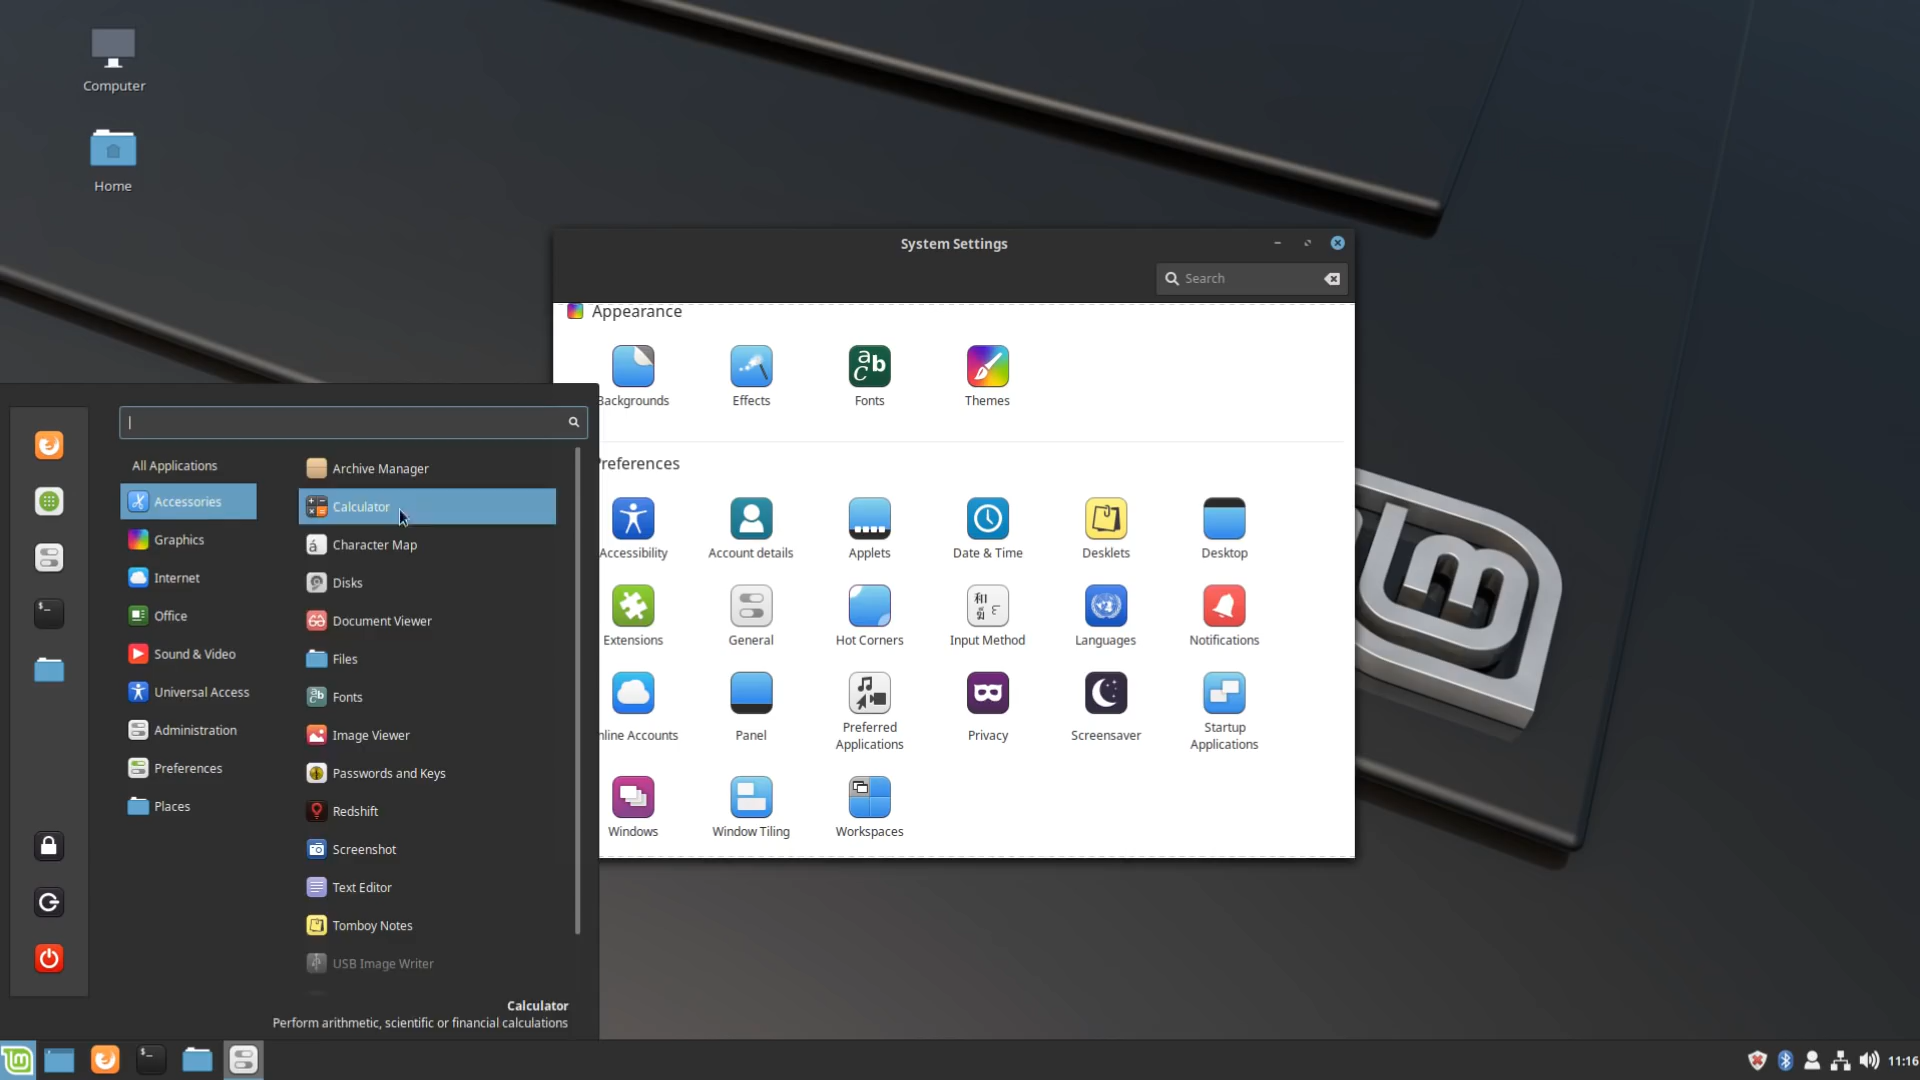 Computer
Home
System Settings
Search
Appearance
Backgrounds
Effects
Fonts
Themes
Preferences
Accessibility
Account details
Applets
Date & Time
Desklets
Desktop
Extensions
General
Hot Corners
Input Method
Languages
Notifications
nline Accounts
Panel
Preferred
Applications
Privacy
Screensaver
Startup
Applications
Windows
Window Tiling
Workspaces
All Applications
Accessories
Graphics
Internet
Office
Sound & Video
Universal Access
Administration
Preferences
Places
Archive Manager
Calculator
Character Map
Disks
Document Viewer
Files
Fonts
Image Viewer
Passwords and Keys
Redshift
Screenshot
Text Editor
Tomboy Notes
USB Image Writer
Calculator
Perform arithmetic, scientific or financial calculations
11:16